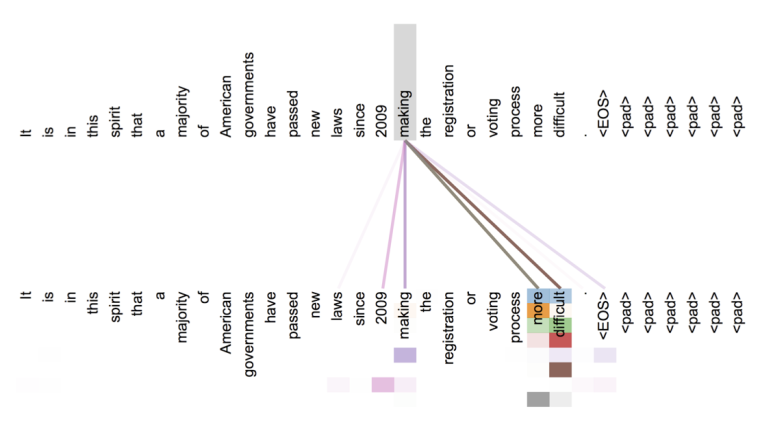 It is in this spirit that a majority of American governments have passed new laws since 2009 making the registration or voting process more difficult . <EOS> <pad> <pad> <pad> <pad> <pad> <pad>
It is in this spirit that a majority of American governments have passed new laws since 2009 making the registration or voting process more difficult . <EOS> <pad> <pad> <pad> <pad> <pad> <pad>